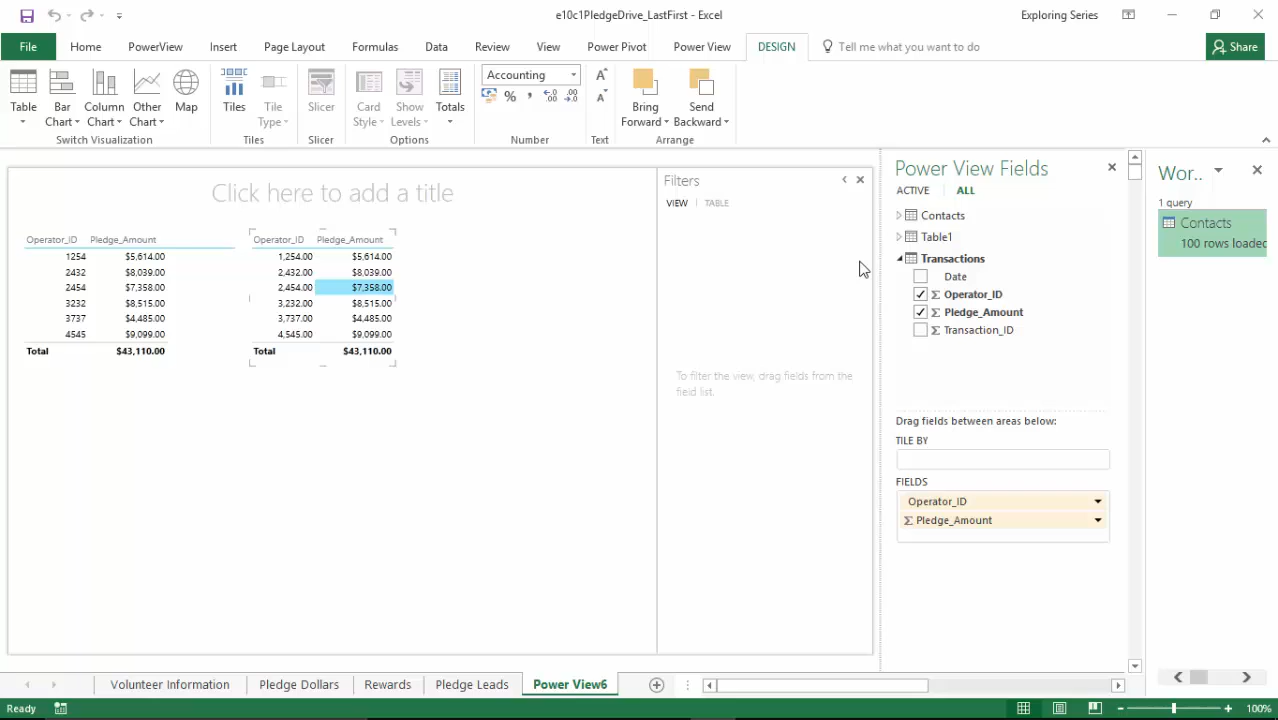 e10c1PledgeDrive_LastFirst - Excel
Exploring Series
File Home PowerView Insert Page Layout Formulas Data Review View Power Pivot Power View DESIGN Tell me what you want to do Share
Table Bar Chart Column Chart Other Chart Map
Switch Visualization
Tiles Tile Type
Tiles
Slicer
Slicer
Card Style Show Levels Totals
Options
Accounting
%
,
.00
.00
Number
A
A
Text
Bring Forward Send Backward
Arrange
Click here to add a title
Operator_ID Pledge_Amount
1254 $5,614.00
2432 $8,039.00
2454 $7,358.00
3232 $8,515.00
3737 $4,485.00
4545 $9,099.00
Total $43,110.00
Operator_ID Pledge_Amount
1,254.00 $5,614.00
2,432.00 $8,039.00
2,454.00 $7,358.00
3,232.00 $8,515.00
3,737.00 $4,485.00
4,545.00 $9,099.00
Total $43,110.00
Filters
VIEW TABLE
To filter the view, drag fields from the
field list.
Power View Fields
ACTIVE ALL
Contacts
Table1
Transactions
Date
Σ Operator_ID
Σ Pledge_Amount
Σ Transaction_ID
Drag fields between areas below:
TILE BY
FIELDS
Operator_ID
Σ Pledge_Amount
Wor..
1 query
Contacts
100 rows loaded
Volunteer Information Pledge Dollars Rewards Pledge Leads Power View6
Ready
100%